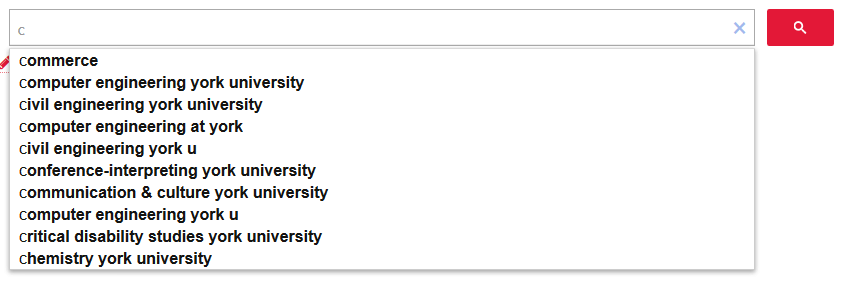 c
commerce
computer engineering york university
civil engineering york university
computer engineering at york
civil engineering york u
conference-interpreting york university
communication & culture york university
computer engineering york u
critical disability studies york university
chemistry york university